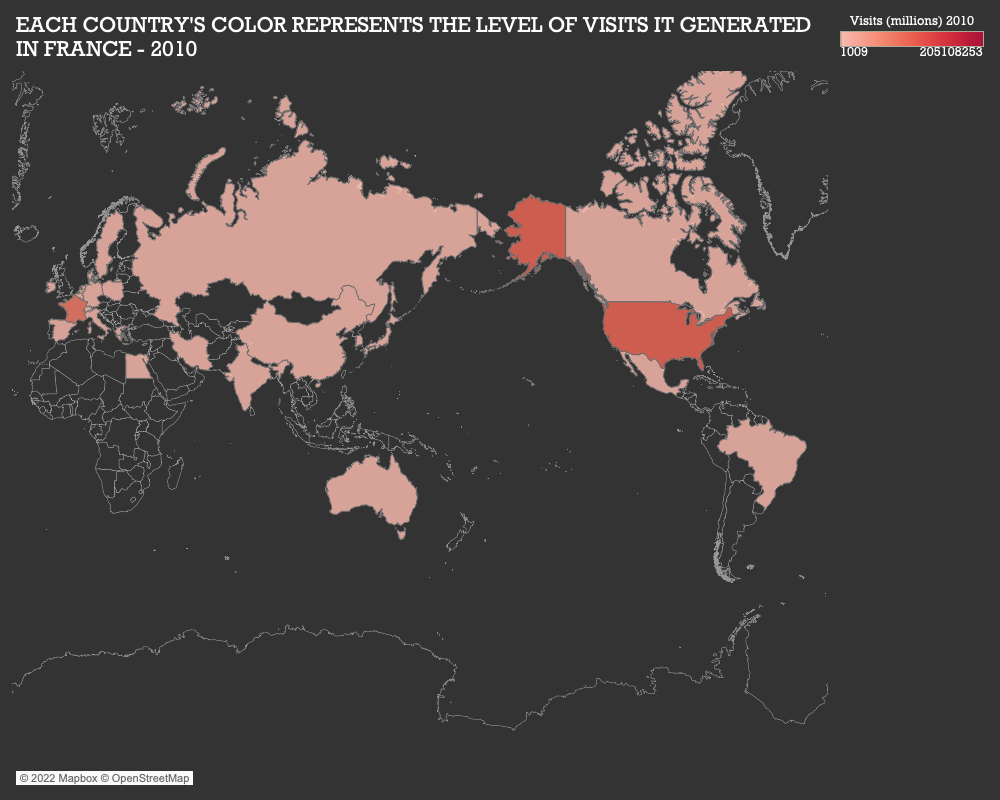 EACH COUNTRY'S COLOR REPRESENTS THE LEVEL OF VISITS IT GENERATED
IN FRANCE - 2010
Visits (millions) 2010
1009 205108253
© 2022 Mapbox © OpenStreetMap